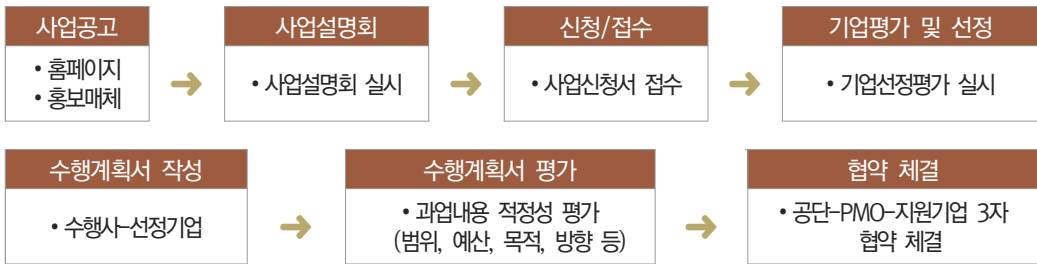 사업공고
• 홈페이지
• 홍보매체
사업설명회
• 사업설명회 실시
신청/접수
• 사업신청서 접수
기업평가 및 선정
• 기업선정평가 실시
수행계획서 작성
• 수행사-선정기업
수행계획서 평가
• 과업내용 적정성 평가
(범위, 예산, 목적, 방향 등)
협약 체결
• 공단-PMO-지원기업 3자
협약 체결